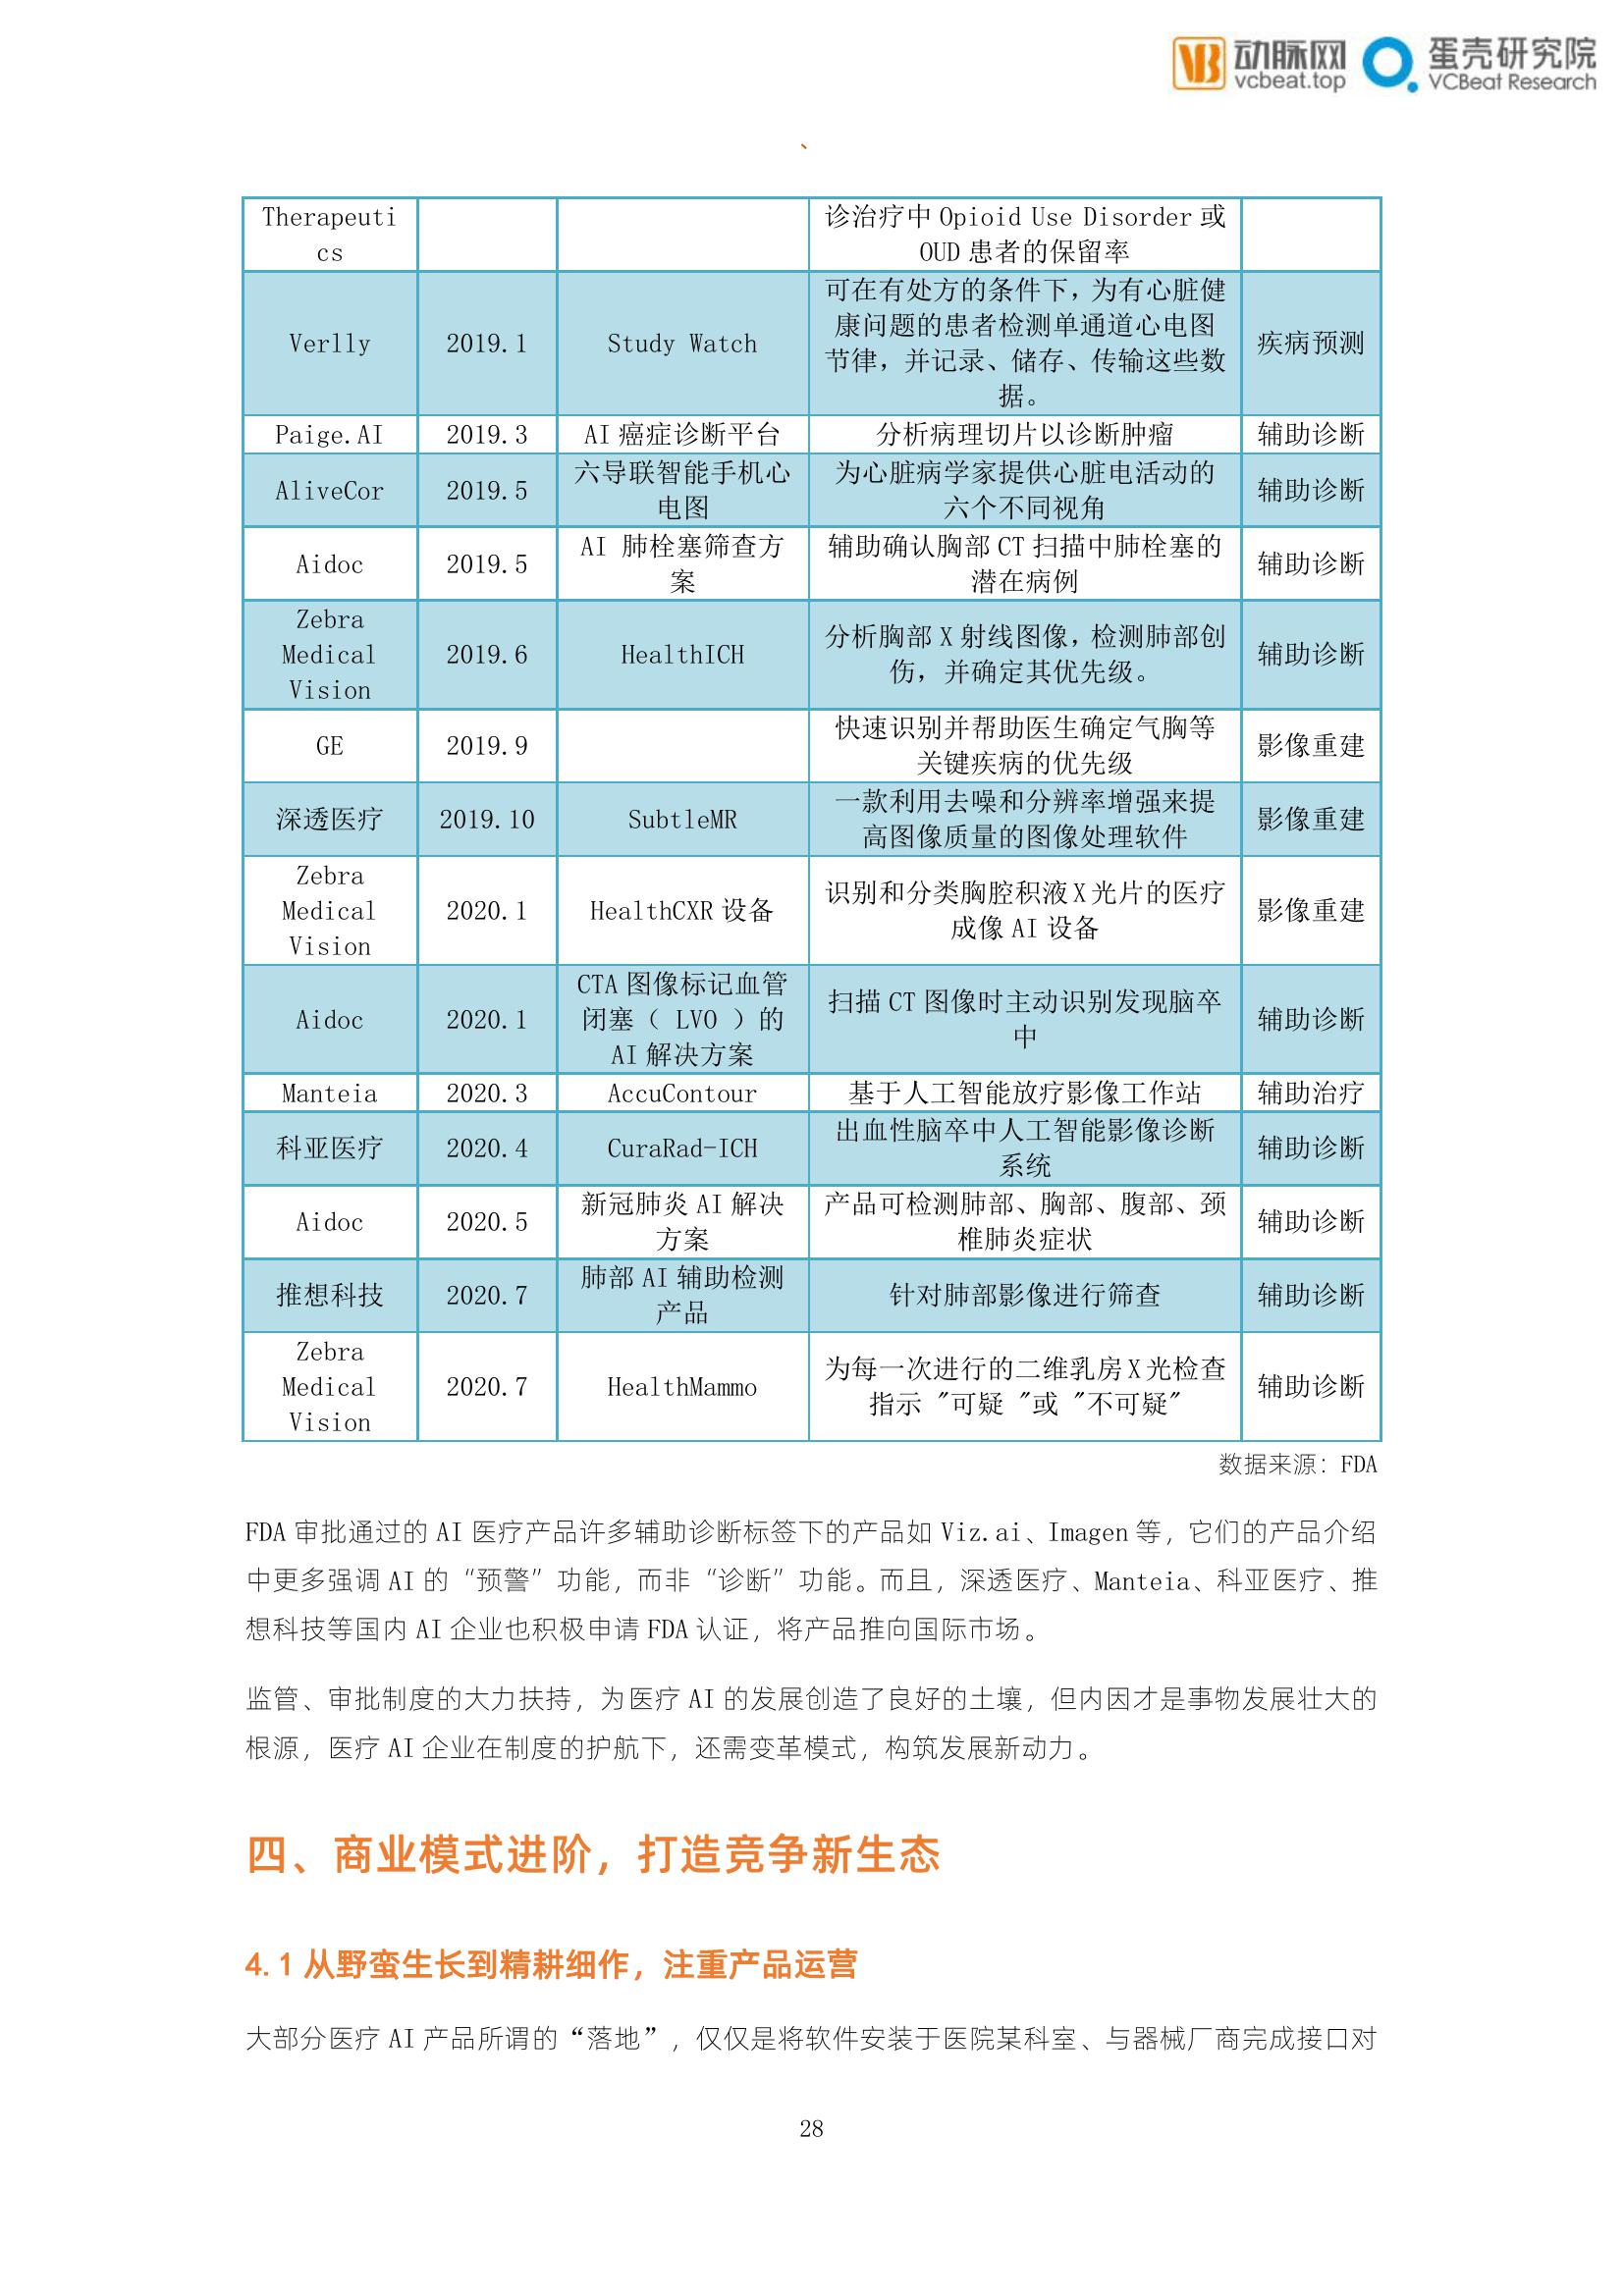 动脉网
vcbeat.top
蛋壳研究院
VCBeat Research
、
Therapeuti
cs
诊治疗中 Opioid Use Disorder 或
OUD 患者的保留率
Verlly
2019.1
Study Watch
可在有处方的条件下，为有心脏健
康问题的患者检测单通道心电图
节律，并记录、储存、传输这些数
据。
疾病预测
Paige.AI
2019.3
AI 癌症诊断平台
分析病理切片以诊断肿瘤
辅助诊断
AliveCor
2019.5
六导联智能手机心
电图
为心脏病学家提供心脏电活动的
六个不同视角
辅助诊断
Aidoc
2019.5
AI 肺栓塞筛查方
案
辅助确认胸部 CT 扫描中肺栓塞的
潜在病例
辅助诊断
Zebra
Medical
Vision
2019.6
HealthICH
分析胸部 X 射线图像，检测肺部创
伤，并确定其优先级。
辅助诊断
GE
2019.9
快速识别并帮助医生确定气胸等
关键疾病的优先级
影像重建
深透医疗
2019.10
SubtleMR
一款利用去噪和分辨率增强来提
高图像质量的图像处理软件
影像重建
Zebra
Medical
Vision
2020.1
HealthCXR 设备
识别和分类胸腔积液 X 光片的医疗
成像 AI 设备
影像重建
Aidoc
2020.1
CTA 图像标记血管
闭塞（ LVO ）的
AI 解决方案
扫描 CT 图像时主动识别发现脑卒
中
辅助诊断
Manteia
2020.3
AccuContour
基于人工智能放疗影像工作站
辅助治疗
科亚医疗
2020.4
CuraRad-ICH
出血性脑卒中人工智能影像诊断
系统
辅助诊断
Aidoc
2020.5
新冠肺炎 AI 解决
方案
产品可检测肺部、胸部、腹部、颈
椎肺炎症状
辅助诊断
推想科技
2020.7
肺部 AI 辅助检测
产品
针对肺部影像进行筛查
辅助诊断
Zebra
Medical
Vision
2020.7
HealthMammo
为每一次进行的二维乳房 X 光检查
指示 "可疑 "或 "不可疑"
辅助诊断
数据来源：FDA
FDA 审批通过的 AI 医疗产品许多辅助诊断标签下的产品如 Viz.ai、Imagen 等，它们的产品介绍
中更多强调 AI 的“预警”功能，而非“诊断”功能。而且，深透医疗、Manteia、科亚医疗、推
想科技等国内 AI 企业也积极申请 FDA 认证，将产品推向国际市场。
监管、审批制度的大力扶持，为医疗 AI 的发展创造了良好的土壤，但内因才是事物发展壮大的
根源，医疗 AI 企业在制度的护航下，还需变革模式，构筑发展新动力。
四、商业模式进阶，打造竞争新生态
4.1 从野蛮生长到精耕细作，注重产品运营
大部分医疗 AI 产品所谓的“落地”，仅仅是将软件安装于医院某科室、与器械厂商完成接口对
28